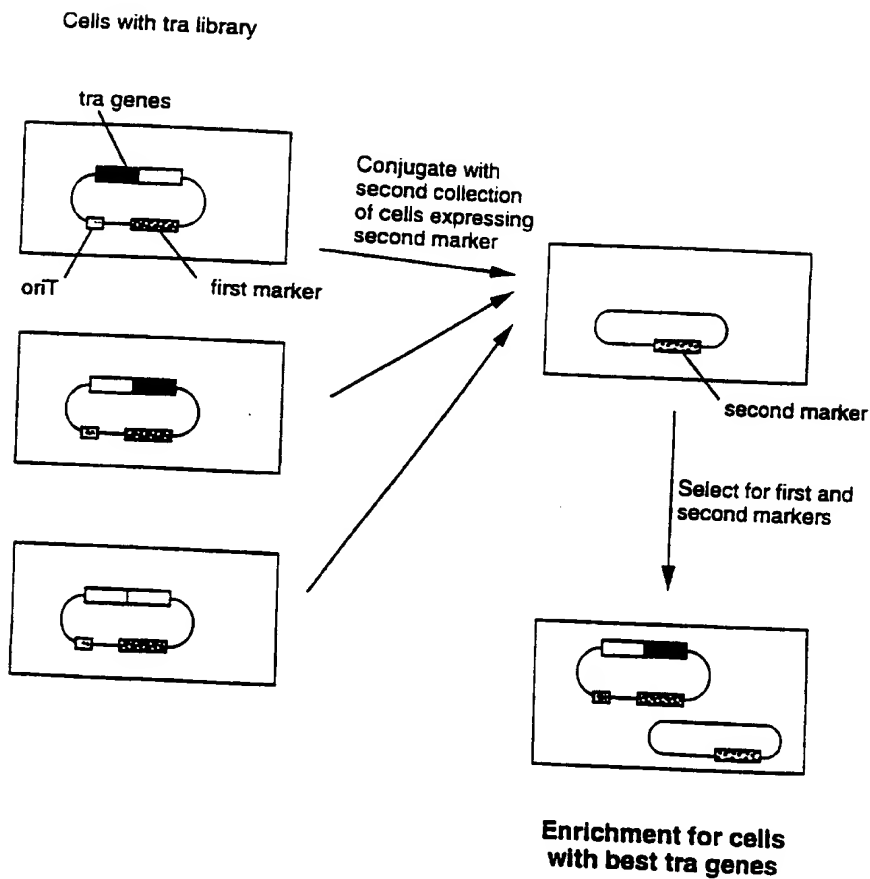 Cells with tra library
tra genes
Conjugate with
second collection
of cells expressing
second marker
oriT
first marker
second marker
Select for first and
second markers
Enrichment for cells
with best tra genes